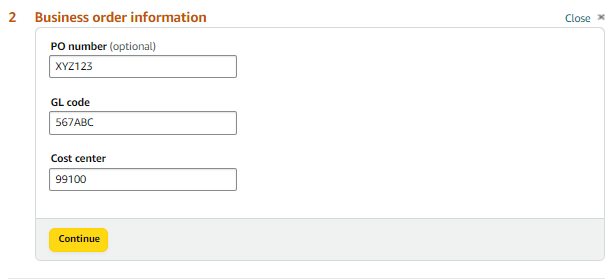 2 Business order information
Close ×
PO number (optional)
XYZ123
GL code
567ABC
Cost center
99100
Continue